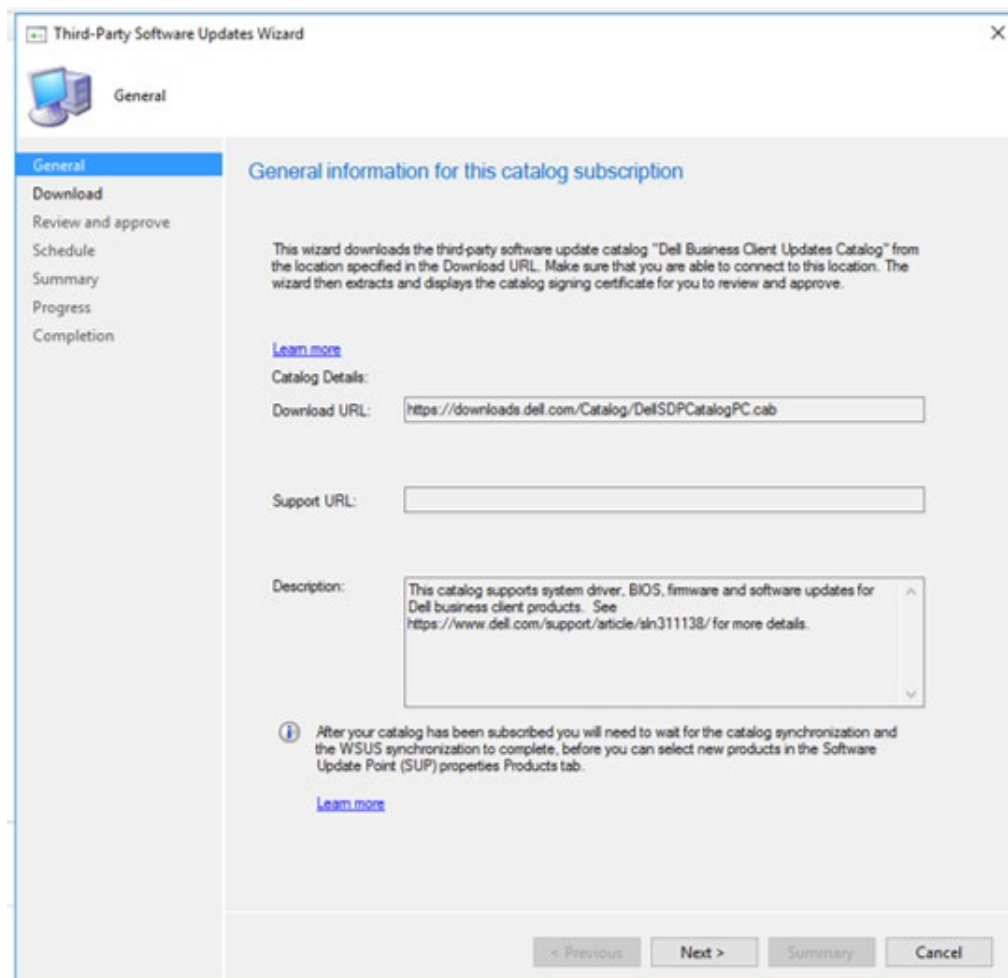 Third-Party Software Updates Wizard
General
General
Download
Review and approve
Schedule
Summary
Progress
Completion
General information for this catalog subscription
This wizard downloads the third-party software update catalog "Dell Business Client Updates Catalog" from
the location specified in the Download URL. Make sure that you are able to connect to this location. The
wizard then extracts and displays the catalog signing certificate for you to review and approve.
Learn more
Catalog Details:
Download URL: https://downloads.dell.com/Catalog/DellSDPCatalogPC.cab
Support URL:
Description: This catalog supports system driver, BIOS, firmware and software updates for
Dell business client products. See
https://www.dell.com/support/article/sln311138/ for more details.
After your catalog has been subscribed you will need to wait for the catalog synchronization and
the WSUS synchronization to complete, before you can select new products in the Software
Update Point (SUP) properties Products tab.
Learn more
< Previous Next > Summary Cancel